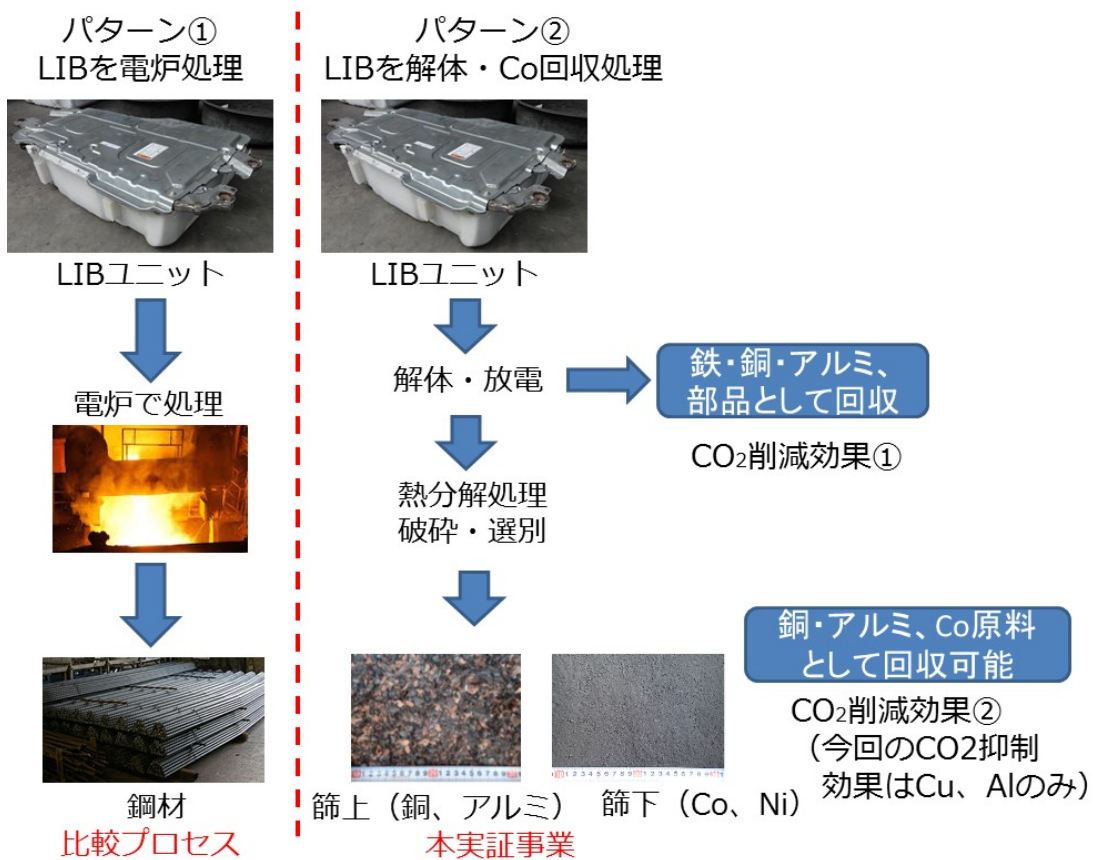 パターン①
LIBを電炉処理
LIBユニット
電炉で処理
鋼材
比較プロセス
パターン②
LIBを解体・Co回収処理
LIBユニット
解体・放電
鉄・銅・アルミ、
部品として回収
CO₂削減効果①
熱分解処理
破砕・選別
銅・アルミ、Co原料
として回収可能
CO₂削減効果②
（今回のCO2抑制
効果はCu、Alのみ）
篩上（銅、アルミ）
篩下（Co、Ni）
本実証事業